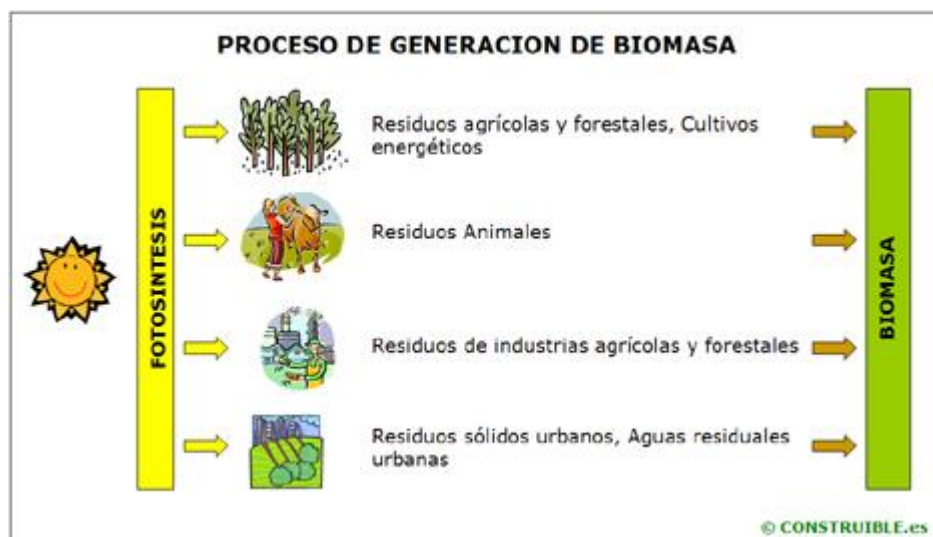 PROCESO DE GENERACION DE BIOMASA
FOTOSINTESIS
Residuos agrícolas y forestales, Cultivos
energéticos
Residuos Animales
Residuos de industrias agrícolas y forestales
Residuos sólidos urbanos, Aguas residuales
urbanas
BIOMASA
© CONSTRUIBLE.es